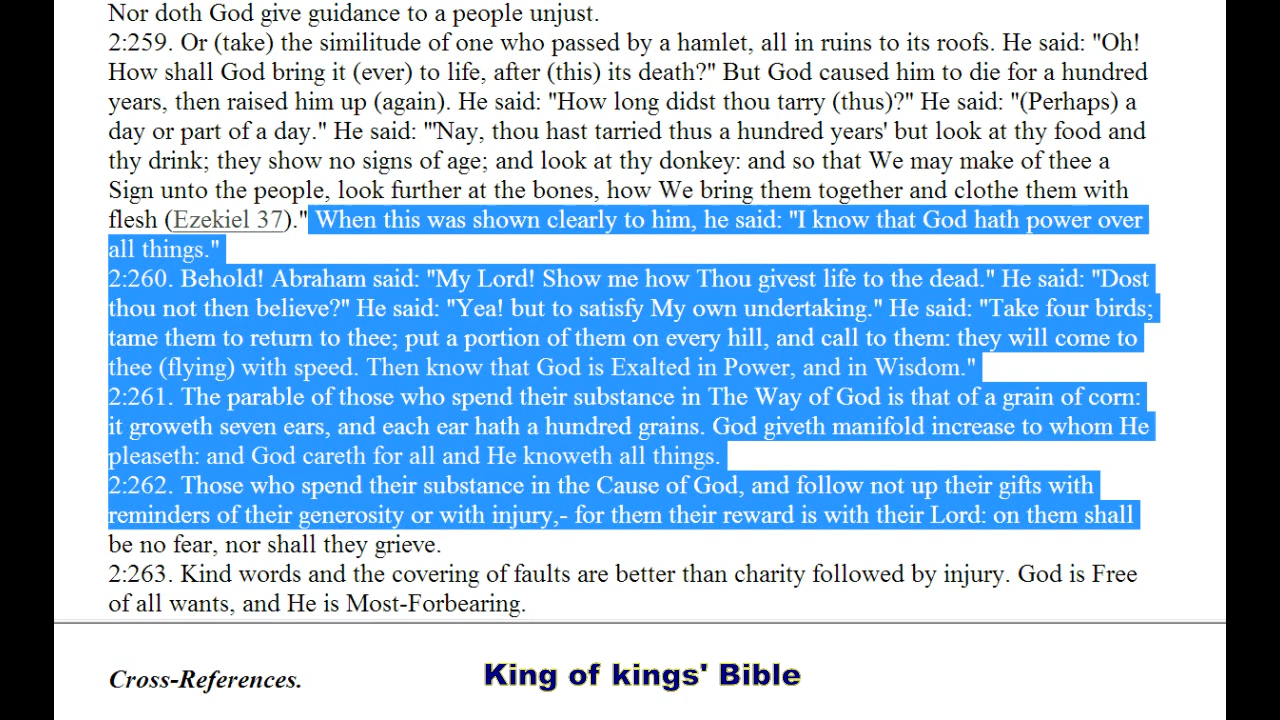 Nor doth God give guidance to a people unjust.
2:259. Or (take) the similitude of one who passed by a hamlet, all in ruins to its roofs. He said: "Oh!
How shall God bring it (ever) to life, after (this) its death?" But God caused him to die for a hundred
years, then raised him up (again). He said: "How long didst thou tarry (thus)?" He said: "(Perhaps) a
day or part of a day." He said: "'Nay, thou hast tarried thus a hundred years' but look at thy food and
thy drink; they show no signs of age; and look at thy donkey: and so that We may make of thee a
Sign unto the people, look further at the bones, how We bring them together and clothe them with
flesh (Ezekiel 37)." When this was shown clearly to him, he said: "I know that God hath power over
all things."
2:260. Behold! Abraham said: "My Lord! Show me how Thou givest life to the dead." He said: "Dost
thou not then believe?" He said: "Yea! but to satisfy My own undertaking." He said: "Take four birds;
tame them to return to thee; put a portion of them on every hill, and call to them: they will come to
thee (flying) with speed. Then know that God is Exalted in Power, and in Wisdom."
2:261. The parable of those who spend their substance in The Way of God is that of a grain of corn:
it groweth seven ears, and each ear hath a hundred grains. God giveth manifold increase to whom He
pleaseth: and God careth for all and He knoweth all things.
2:262. Those who spend their substance in the Cause of God, and follow not up their gifts with
reminders of their generosity or with injury,- for them their reward is with their Lord: on them shall
be no fear, nor shall they grieve.
2:263. Kind words and the covering of faults are better than charity followed by injury. God is Free
of all wants, and He is Most-Forbearing.
Cross-References.
King of kings' Bible